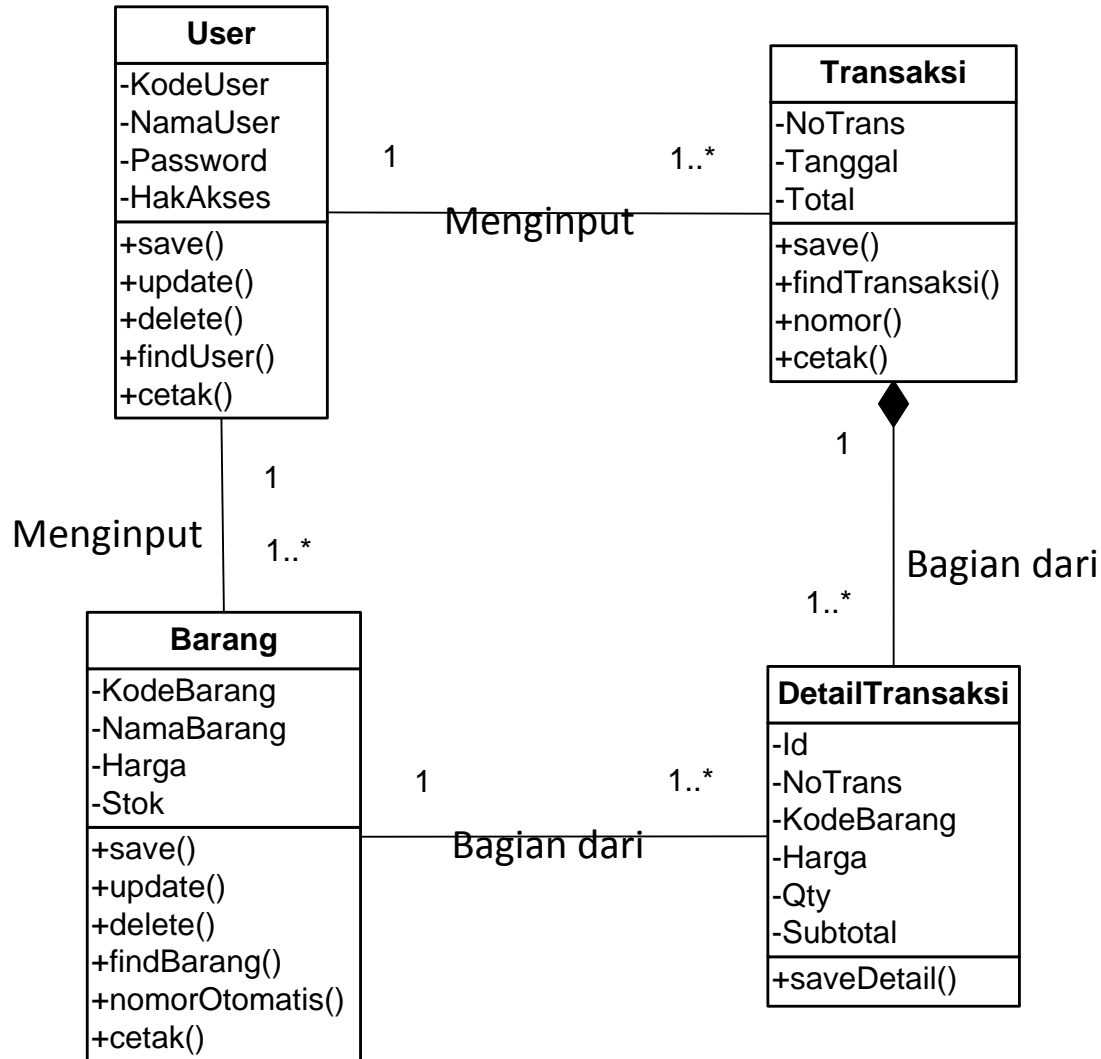 User
-KodeUser
-NamaUser
-Password
-HakAkses
+save()
+update()
+delete()
+findUser()
+cetak()
1
1..*
Menginput
Transaksi
-NoTrans
-Tanggal
-Total
+save()
+findTransaksi()
+nomor()
+cetak()
1
Menginput
1..*
1
Bagian dari
1..*
Barang
-KodeBarang
-NamaBarang
-Harga
-Stok
+save()
+update()
+delete()
+findBarang()
+nomorOtomatis()
+cetak()
1
1..*
Bagian dari
DetailTransaksi
-Id
-NoTrans
-KodeBarang
-Harga
-Qty
-Subtotal
+saveDetail()